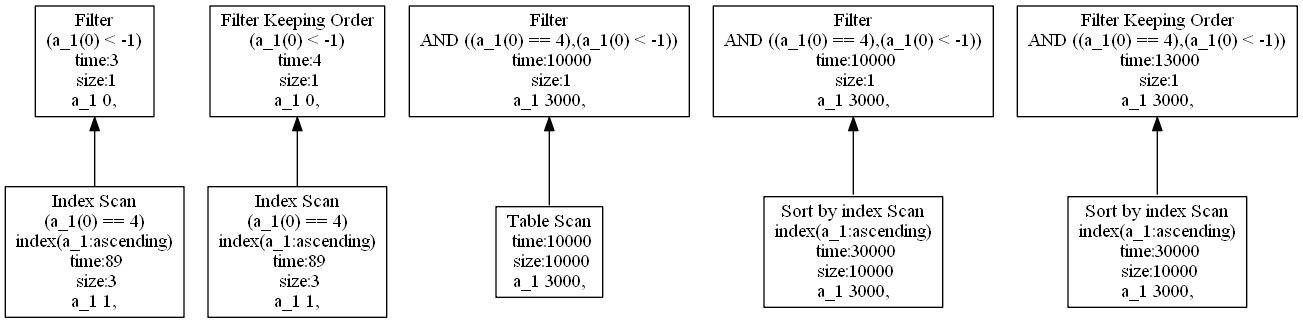 Filter
(a_1(0) < -1)
time:3
size:1
a_1 0,
Filter Keeping Order
(a_1(0) < -1)
time:4
size:1
a_1 0,
Filter
AND ((a_1(0) == 4),(a_1(0) < -1))
time:10000
size:1
a_1 3000,
Filter
AND ((a_1(0) == 4),(a_1(0) < -1))
time:10000
size:1
a_1 3000,
Filter Keeping Order
AND ((a_1(0) == 4),(a_1(0) < -1))
time:13000
size:1
a_1 3000,
Index Scan
(a_1(0) == 4)
index(a_1:ascending)
time:89
size:3
a_1 1,
Index Scan
(a_1(0) == 4)
index(a_1:ascending)
time:89
size:3
a_1 1,
Table Scan
time:10000
size:10000
a_1 3000,
Sort by index Scan
index(a_1:ascending)
time:30000
size:10000
a_1 3000,
Sort by index Scan
index(a_1:ascending)
time:30000
size:10000
a_1 3000,